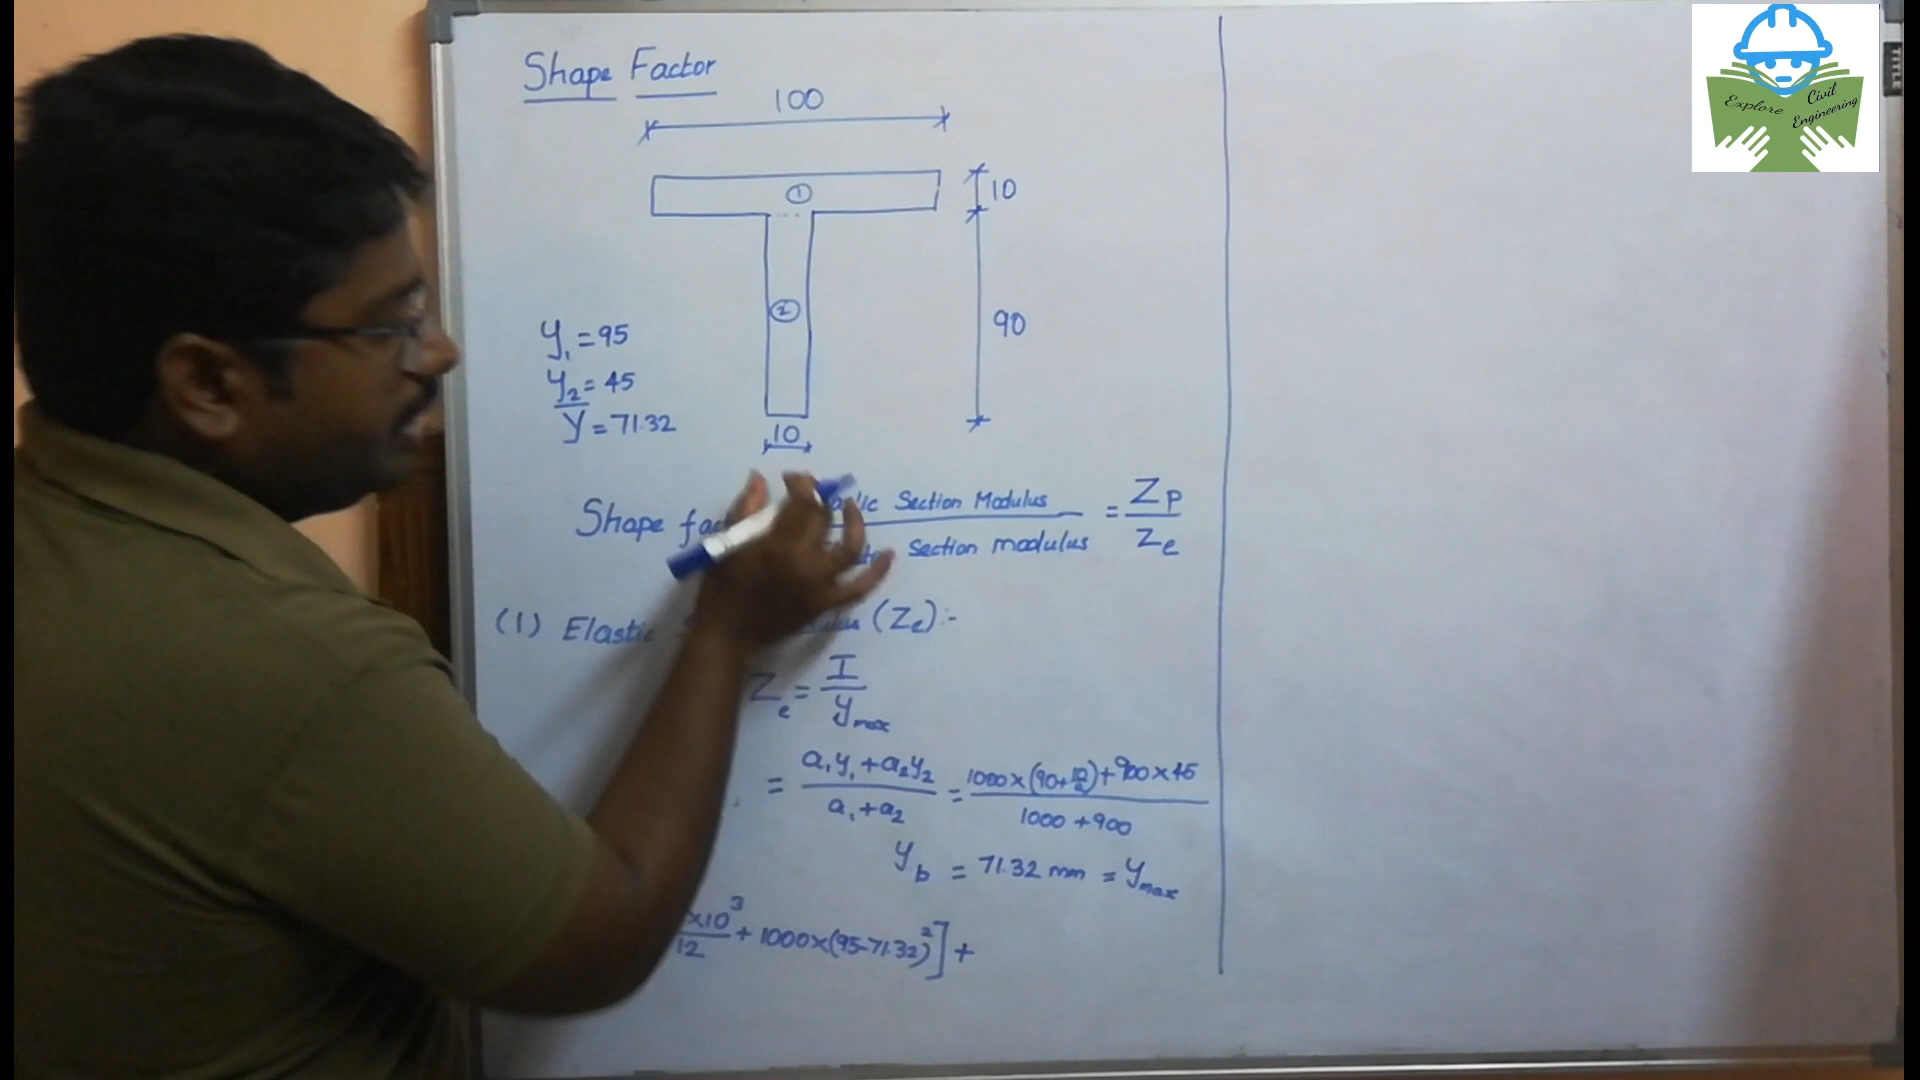 Shape Factor
100
①
10
②
90
y₁ = 95
y₂ = 45
y̅ = 71.32
10
Shape Section Modulus = Zp
Section modulus Ze
(1) Elastic (Ze):-
Ze = I / ymax
= a₁y₁ + a₂y₂ / a₁ + a₂ = 1000×(90+10/2)+900×45 / 1000 + 900
yb = 71.32 mm = ymax
×10³ / 12 + 1000×(95-71.32)²] +
Explore Civil Engineering
TITLE